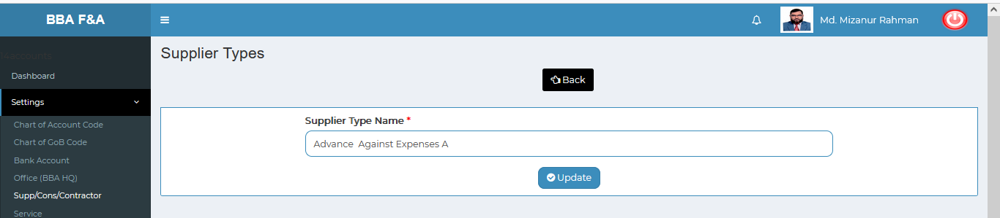 BBA F&A
Md. Mizanur Rahman
Supplier Types
Dashboard
Back
Settings
Supplier Type Name *
Chart of Account Code
Advance  Against Expenses A
Chart of GoB Code
Bank Account
Office (BBA HQ)
Update
Supp/Cons/Contractor
Service